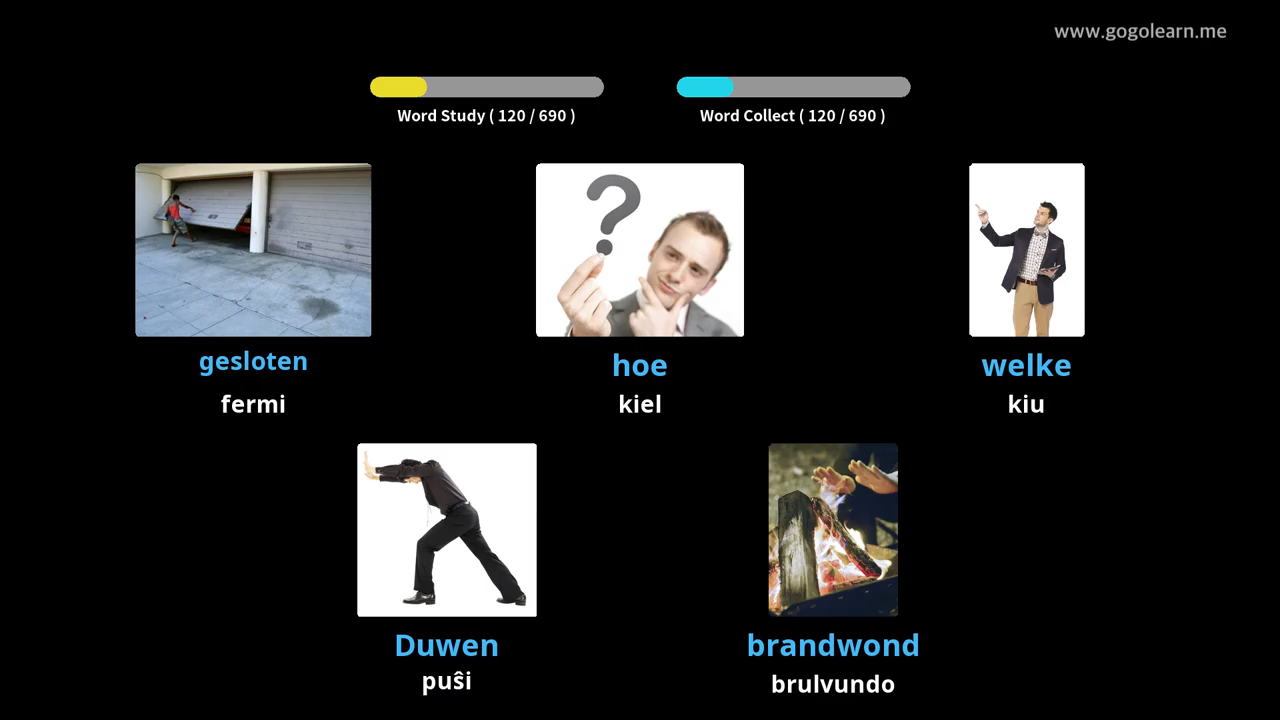 www.gogolearn.me
Word Study ( 120 / 690 )
Word Collect ( 120 / 690 )
gesloten
fermi
hoe
kiel
welke
kiu
Duwen
puŝi
brandwond
brulvundo